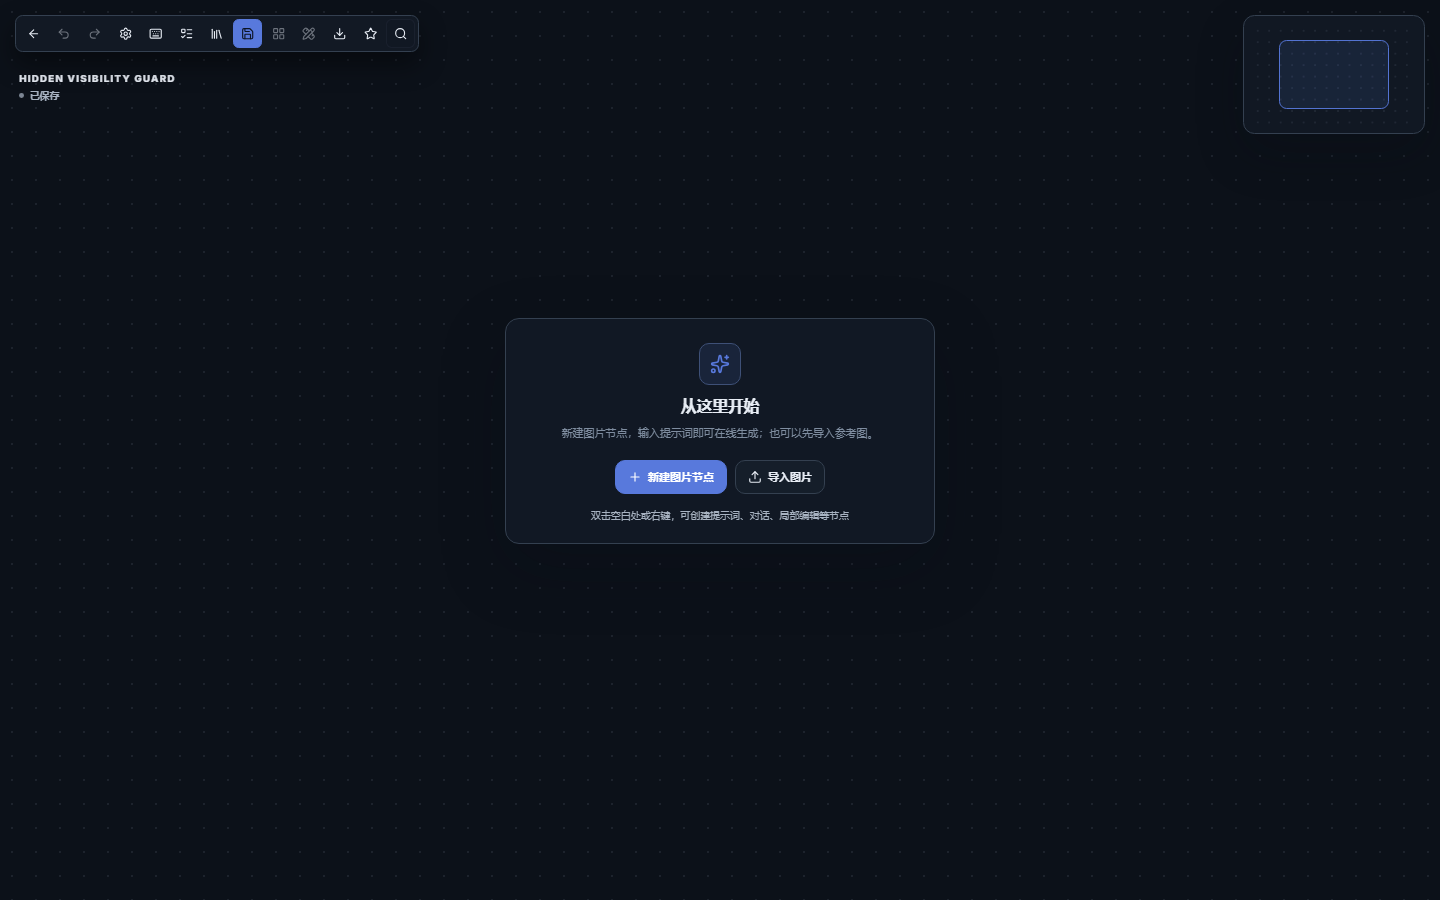 HIDDEN VISIBILITY GUARD
已保存
从这里开始
新建图片节点，输入提示词即可在线生成；也可以先导入参考图。
新建图片节点
导入图片
双击空白处或右键，可创建提示词、对话、局部编辑等节点